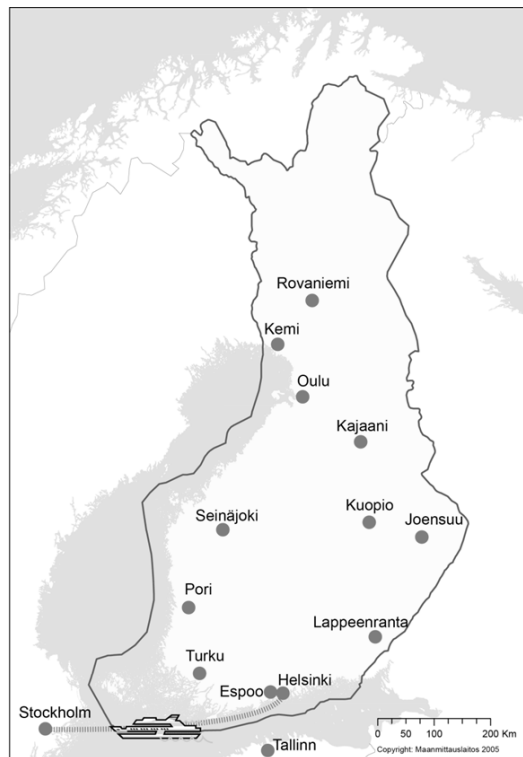 Rovaniemi
Kemi
Oulu
Kajaani
Kuopio
Seinäjoki
Joensuu
Pori
Lappeenranta
Turku
Espoo
Helsinki
Stockholm
Tallinn
0 100 200 Km
Copyright: Maanmittauslaitos 2005